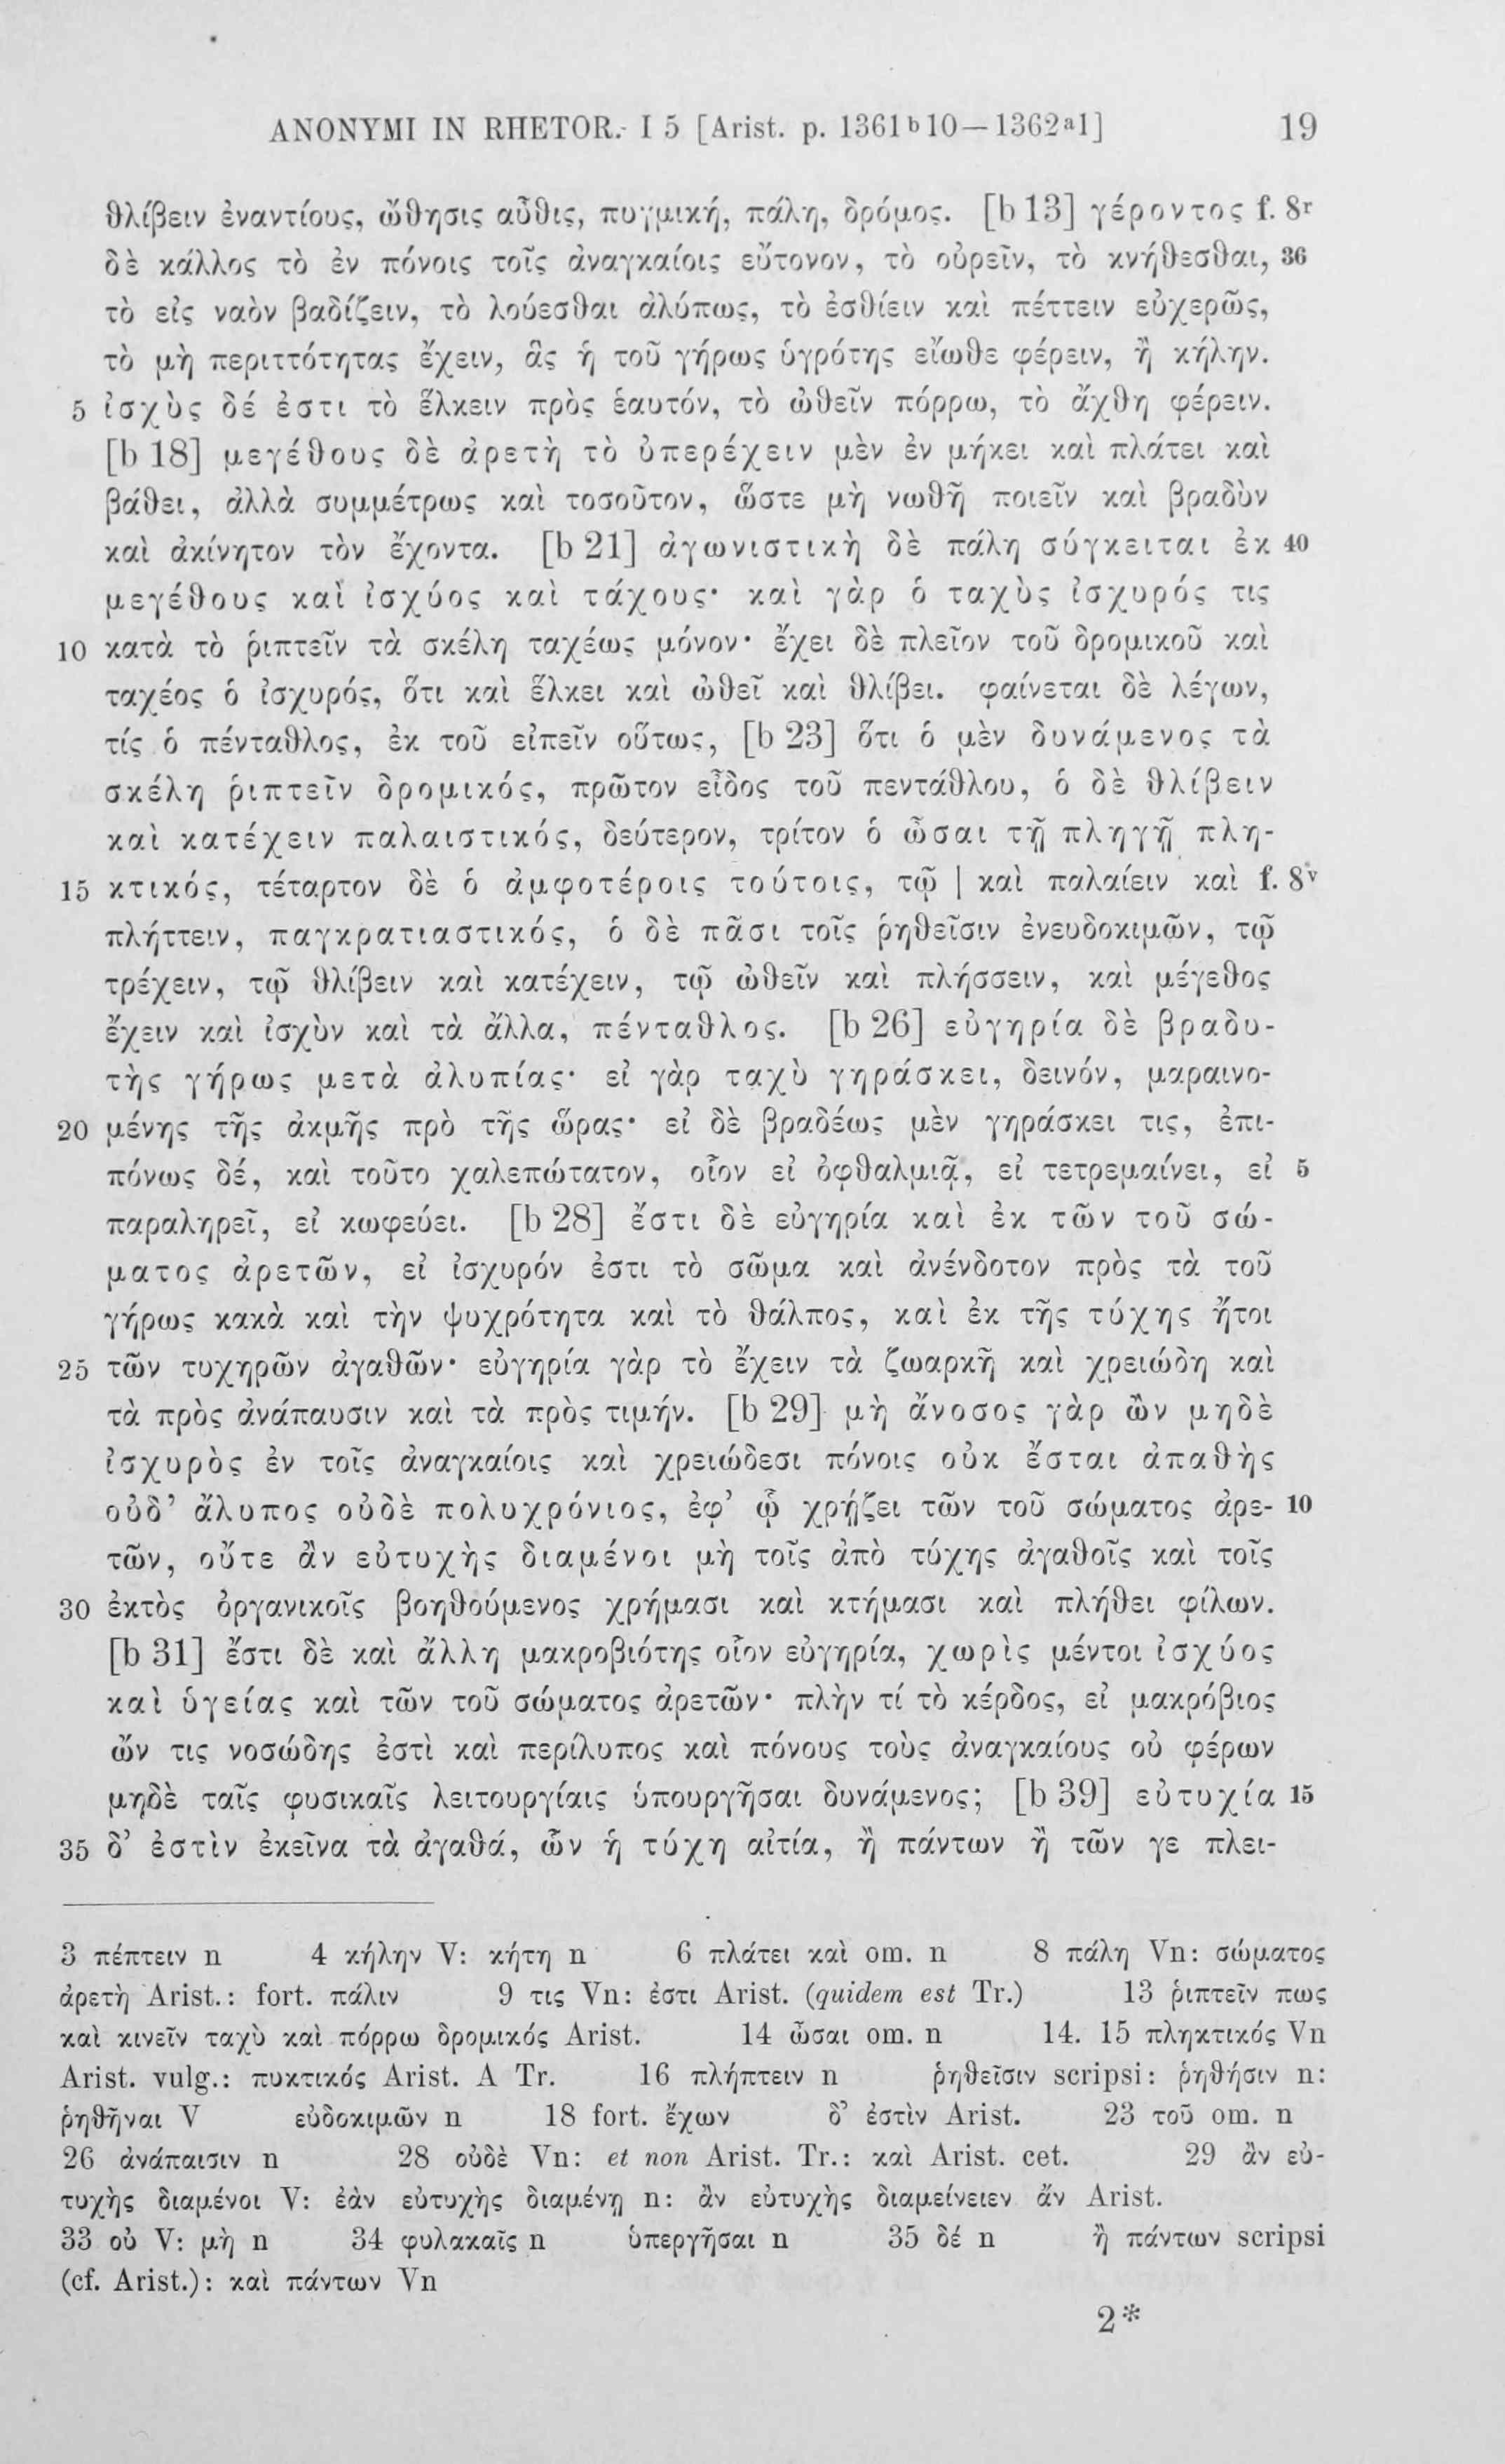 ANONYMI IN RHETOR. I 5 [Arist. p. 1361b10—1362a1] 19
θλίβειν ἐναντίους, ὤθησις αὖθις, πυγμική, πάλη, δρόμος. [b 13] γέροντος f. 8r
δὲ κάλλος τὸ ἐν πόνοις τοῖς ἀναγκαίοις εὔτονον, τὸ οὐρεῖν, τὸ κνήθεσθαι, 36
τὸ εἰς ναὸν βαδίζειν, τὸ λούεσθαι ἀλύπως, τὸ ἐσθίειν καὶ πέττειν εὐχερῶς,
τὸ μὴ περιττότητας ἔχειν, ἃς ἡ τοῦ γήρως ὑγρότης εἴωθε φέρειν, ἢ κήλην.
5 ἰσχὺς δέ ἐστι τὸ ἕλκειν πρὸς ἑαυτόν, τὸ ὠθεῖν πόρρω, τὸ ἄχθη φέρειν.
[b 18] μεγέθους δὲ ἀρετὴ τὸ ὑπερέχειν μὲν ἐν μήκει καὶ πλάτει καὶ
βάθει, ἀλλὰ συμμέτρως καὶ τοσοῦτον, ὥστε μὴ νωθῆ ποιεῖν καὶ βραδὺν
καὶ ἀκίνητον τὸν ἔχοντα. [b 21] ἀγωνιστικὴ δὲ πάλη σύγκειται ἐκ 40
μεγέθους καὶ ἰσχύος καὶ τάχους· καὶ γὰρ ὁ ταχὺς ἰσχυρός τις
10 κατὰ τὸ ῥιπτεῖν τὰ σκέλη ταχέως μόνον· ἔχει δὲ πλεῖον τοῦ δρομικοῦ καὶ
ταχέος ὁ ἰσχυρός, ὅτι καὶ ἕλκει καὶ ὠθεῖ καὶ θλίβει. φαίνεται δὲ λέγων,
τίς ὁ πένταθλος, ἐκ τοῦ εἰπεῖν οὕτως, [b 23] ὅτι ὁ μὲν δυνάμενος τὰ
σκέλη ῥιπτεῖν δρομικός, πρῶτον εἶδος τοῦ πεντάθλου, ὁ δὲ θλίβειν
καὶ κατέχειν παλαιστικός, δεύτερον, τρίτον ὁ ὦσαι τῇ πληγῇ πλη-
15 κτικός, τέταρτον δὲ ὁ ἀμφοτέροις τούτοις, τῷ | καὶ παλαίειν καὶ f. 8v
πλήττειν, παγκρατιαστικός, ὁ δὲ πᾶσι τοῖς ῥηθεῖσιν ἐνευδοκιμῶν, τῷ
τρέχειν, τῷ θλίβειν καὶ κατέχειν, τῷ ὠθεῖν καὶ πλήσσειν, καὶ μέγεθος
ἔχειν καὶ ἰσχὺν καὶ τὰ ἄλλα, πένταθλος. [b 26] εὐγηρία δὲ βραδυ-
τὴς γήρως μετὰ ἀλυπίας· εἰ γὰρ ταχὺ γηράσκει, δεινόν, μαραινο-
20 μένης τῆς ἀκμῆς πρὸ τῆς ὥρας· εἰ δὲ βραδέως μὲν γηράσκει τις, ἐπι-
πόνως δέ, καὶ τοῦτο χαλεπώτατον, οἷον εἰ ὀφθαλμιᾷ, εἰ τετρεμαίνει, εἰ 5
παραληρεῖ, εἰ κωφεύει. [b 28] ἔστι δὲ εὐγηρία καὶ ἐκ τῶν τοῦ σώ-
ματος ἀρετῶν, εἰ ἰσχυρόν ἐστι τὸ σῶμα καὶ ἀνένδοτον πρὸς τὰ τοῦ
γήρως κακὰ καὶ τὴν ψυχρότητα καὶ τὸ θάλπος, καὶ ἐκ τῆς τύχης ἤτοι
25 τῶν τυχηρῶν ἀγαθῶν· εὐγηρία γὰρ τὸ ἔχειν τὰ ζωαρκῆ καὶ χρειώδη καὶ
τὰ πρὸς ἀνάπαυσιν καὶ τὰ πρὸς τιμήν. [b 29] μὴ ἄνοσος γὰρ ὢν μηδὲ
ἰσχυρὸς ἐν τοῖς ἀναγκαίοις καὶ χρειώδεσι πόνοις οὐκ ἔσται ἀπαθὴς
οὐδ’ ἄλυπος οὐδὲ πολυχρόνιος, ἐφ’ ᾧ χρῄζει τῶν τοῦ σώματος ἀρε- 10
τῶν, οὔτε ἂν εὐτυχὴς διαμένοι μὴ τοῖς ἀπὸ τύχης ἀγαθοῖς καὶ τοῖς
30 ἐκτὸς ὀργανικοῖς βοηθούμενος χρήμασι καὶ κτήμασι καὶ πλήθει φίλων.
[b 31] ἔστι δὲ καὶ ἄλλη μακροβιότης οἷον εὐγηρία, χωρὶς μέντοι ἰσχύος
καὶ ὑγείας καὶ τῶν τοῦ σώματος ἀρετῶν· πλὴν τί τὸ κέρδος, εἰ μακρόβιος
ὤν τις νοσώδης ἐστὶ καὶ περίλυπος καὶ πόνους τοὺς ἀναγκαίους οὐ φέρων
μηδὲ ταῖς φυσικαῖς λειτουργίαις ὑπουργῆσαι δυνάμενος; [b 39] εὐτυχία 15
35 δ’ ἐστὶν ἐκεῖνα τὰ ἀγαθά, ὧν ἡ τύχη αἰτία, ἢ πάντων ἢ τῶν γε πλει-
3 πέπτειν n 4 κήλην V: κήτη n 6 πλάτει καὶ om. n 8 πάλη Vn: σώματος
ἀρετὴ Arist.: fort. πάλιν 9 τις Vn: ἐστι Arist. (quidem est Tr.) 13 ῥιπτεῖν πως
καὶ κινεῖν ταχὺ καὶ πόρρω δρομικός Arist. 14 ὦσαι om. n 14. 15 πληκτικός Vn
Arist. vulg.: πυκτικός Arist. A Tr. 16 πλήπτειν n ῥηθεῖσιν scripsi: ῥηθήσιν n:
ῥηθῆναι V εὐδοκιμῶν n 18 fort. ἔχων δ’ ἐστὶν Arist. 23 τοῦ om. n
26 ἀνάπαισιν n 28 οὐδὲ Vn: et non Arist. Tr.: καὶ Arist. cet. 29 ἂν εὐ-
τυχὴς διαμένοι V: ἐὰν εὐτυχὴς διαμένῃ n: ἂν εὐτυχὴς διαμείνειεν ἄν Arist.
33 οὐ V: μὴ n 34 φυλακαῖς n ὑπεργῆσαι n 35 δέ n ἢ πάντων scripsi
(cf. Arist.): καὶ πάντων Vn
2*